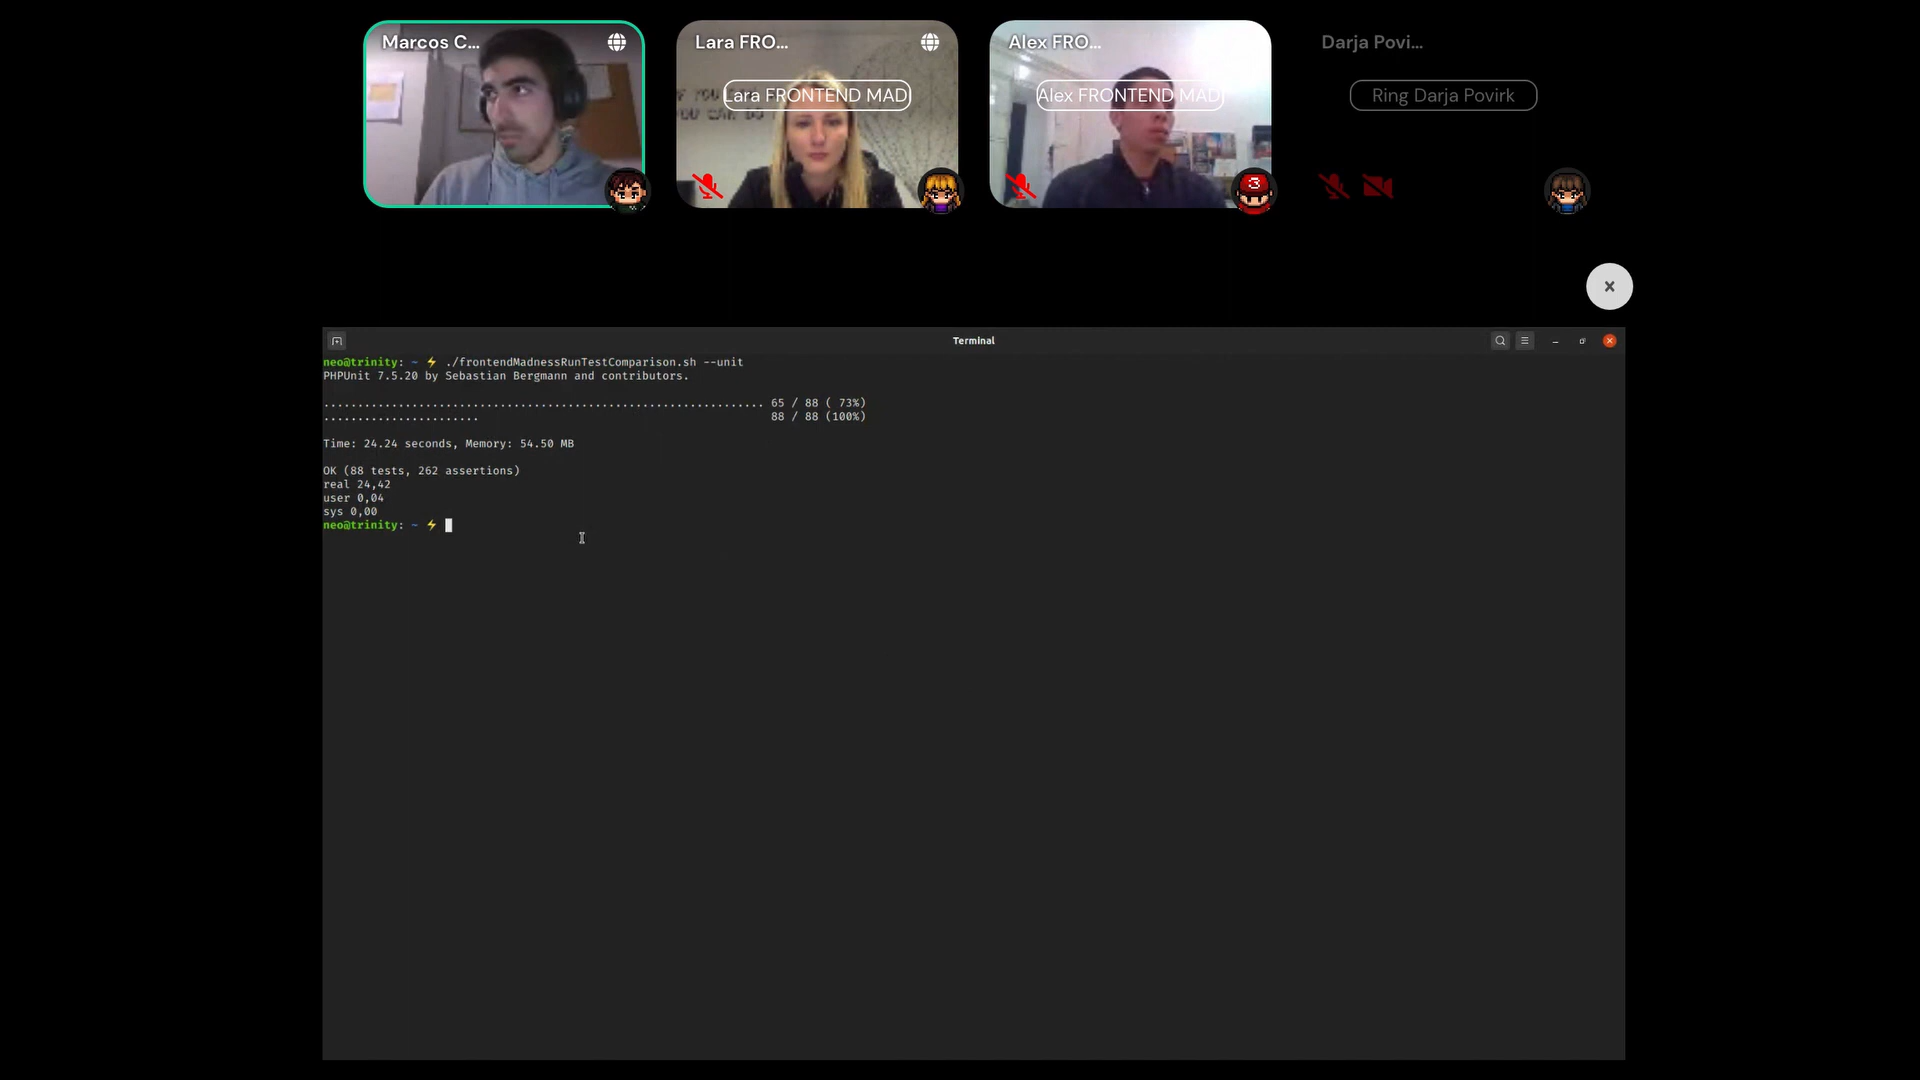 Marcos C...
Lara FRO...
Alex FRO...
Darja Povi...
Lara FRONTEND MAD
Alex FRONTEND MAD
Ring Darja Povirk
3
Terminal
neo@trinity: ~ ⚡ ./frontendMadnessRunTestComparison.sh --unit
PHPUnit 7.5.20 by Sebastian Bergmann and contributors.
................................................................. 65 / 88 ( 73%)
....................... 88 / 88 (100%)
Time: 24.24 seconds, Memory: 54.50 MB
OK (88 tests, 262 assertions)
real 24,42
user 0,04
sys 0,00
neo@trinity: ~ ⚡